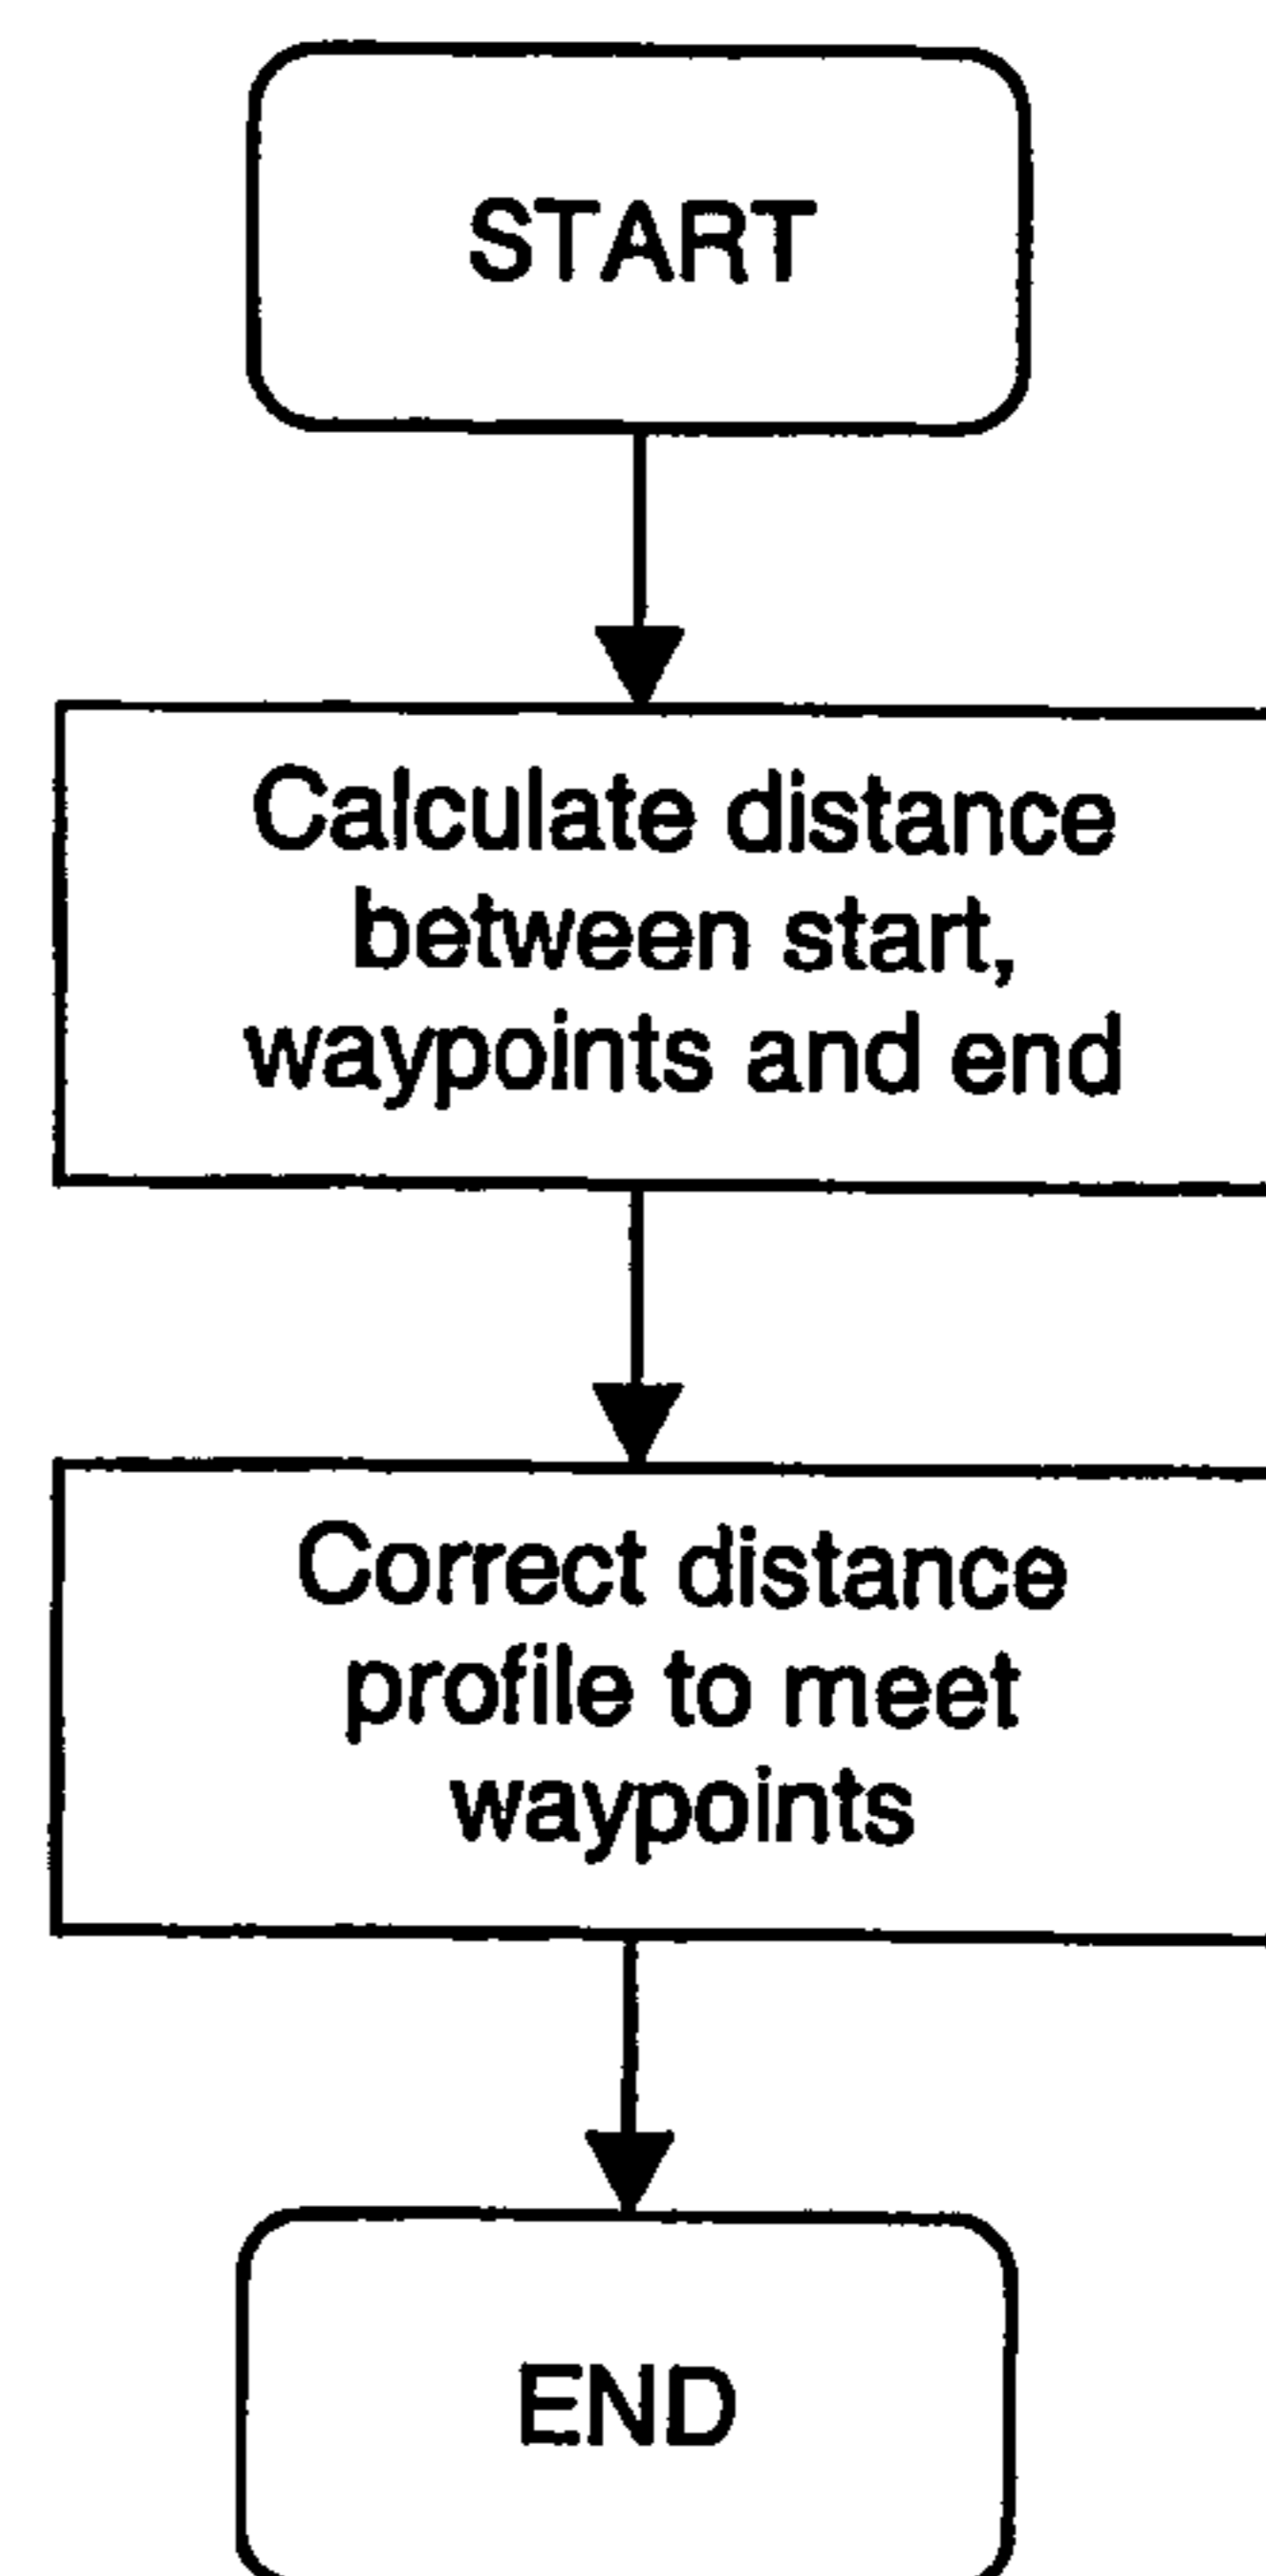 START
Calculate distance
between start,
waypoints and end
Correct distance
profile to meet
waypoints
END